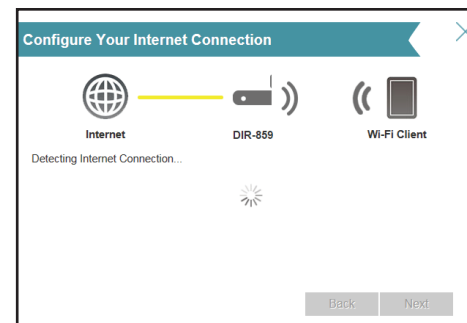 Configure Your Internet Connection
Internet DIR-859 Wi-Fi Client
Detecting Internet Connection...
Back Next